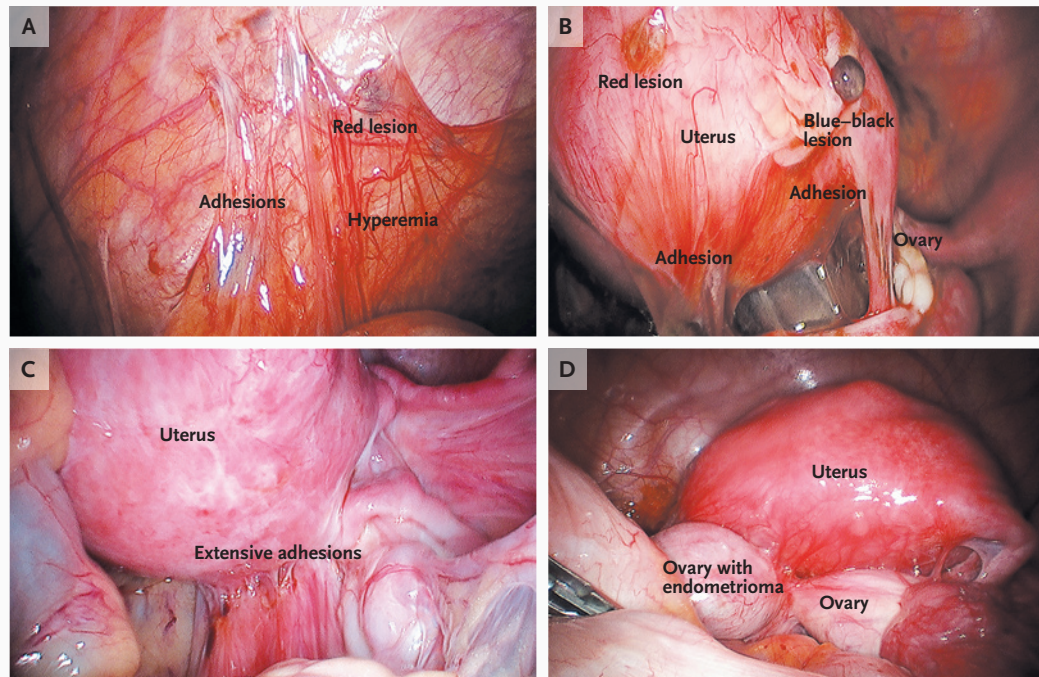 A
Red lesion
Adhesions
Hyperemia
B
Red lesion
Uterus
Blue–black
lesion
Adhesion
Adhesion
Ovary
C
Uterus
Extensive adhesions
D
Uterus
Ovary with
endometrioma
Ovary